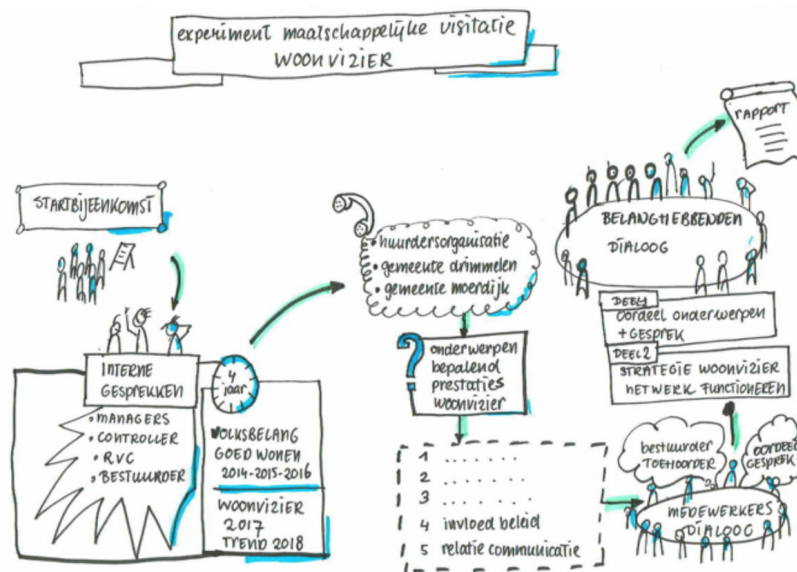 experiment maatschappelijke visitatie
WOONVIZIER
STARTBIJEENKOMST
INTERNE
GESPREKKEN
• MANAGERS
• CONTROLLER
• RVC
• BESTUURDER
4
jaar
VOLKSBELANG
GOED WONEN
2014-2015-2016
WOONVIZIER
2017
TREND 2018
• huurdersorganisatie
• gemeente drimmelen
• gemeente moerdijk
?
onderwerpen
bepalend
prestaties
woonvizier
1 .......
2 .......
3 .......
4 invloed beleid
5 relatie communicatie
bestuurder
TOEHOORDER
OORDEEL
GESPREK
MEDEWERKERS
DIALOOG
DEEL 1
oordeel onderwerpen
+ GESPREK
DEEL 2
STRATEGIE WOONVIZIER
NETWERK FUNCTIONEREN
BELANGHEBBENDEN
DIALOOG
RAPPORT